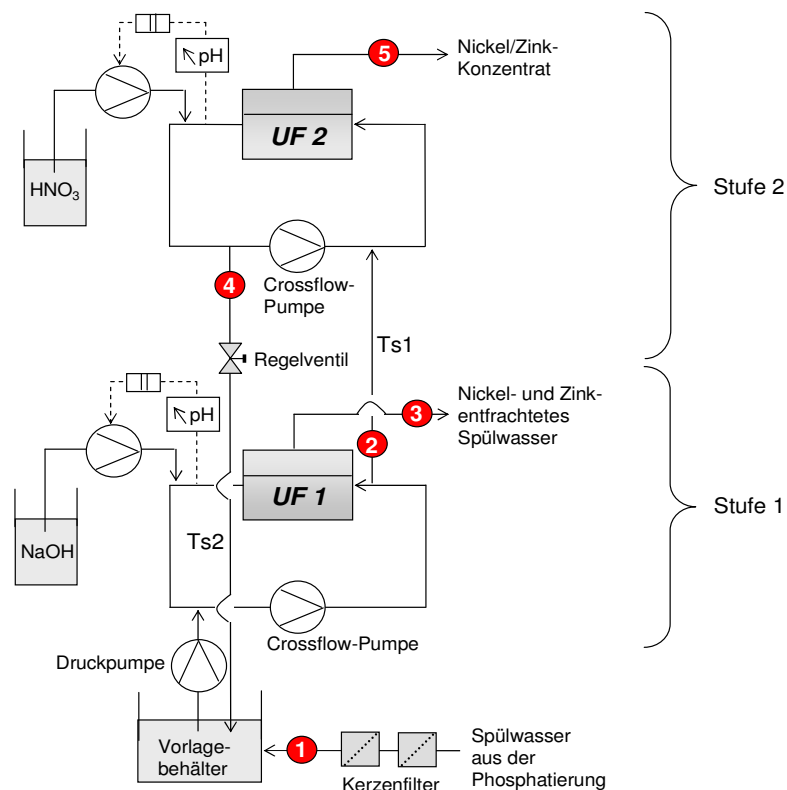 5
Nickel/Zink-
Konzentrat
pH
UF 2
HNO3
Stufe 2
4
Crossflow-
Pumpe
Ts1
Regelventil
Nickel- und Zink-
entfrachtetes
Spülwasser
3
pH
2
UF 1
Stufe 1
Ts2
NaOH
Crossflow-Pumpe
Druckpumpe
Vorlage-
behälter
1
Kerzenfilter
Spülwasser
aus der
Phosphatierung